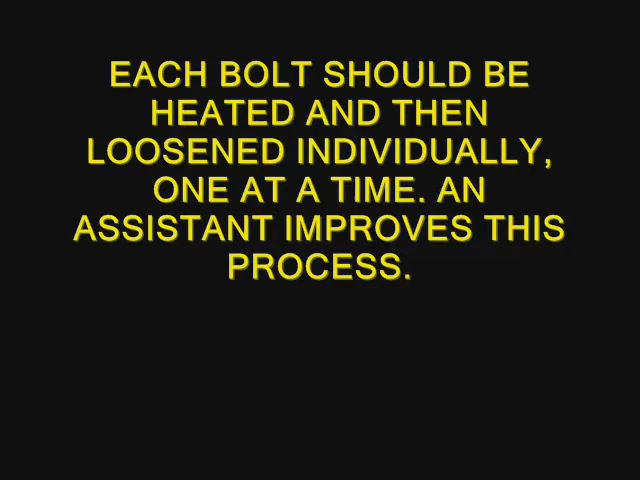 EACH BOLT SHOULD BE
HEATED AND THEN
LOOSENED INDIVIDUALLY,
ONE AT A TIME. AN
ASSISTANT IMPROVES THIS
PROCESS.